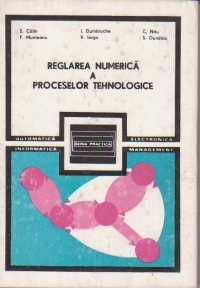 S. Călin I. Dumitrache C. Nițu
F. Munteanu V. Iorga S. Dumitriu
REGLAREA NUMERICĂ
A
PROCESELOR TEHNOLOGICE
AUTOMATICĂ ELECTRONICĂ
SERIA PRACTICĂ
INFORMATICĂ MANAGEMENT